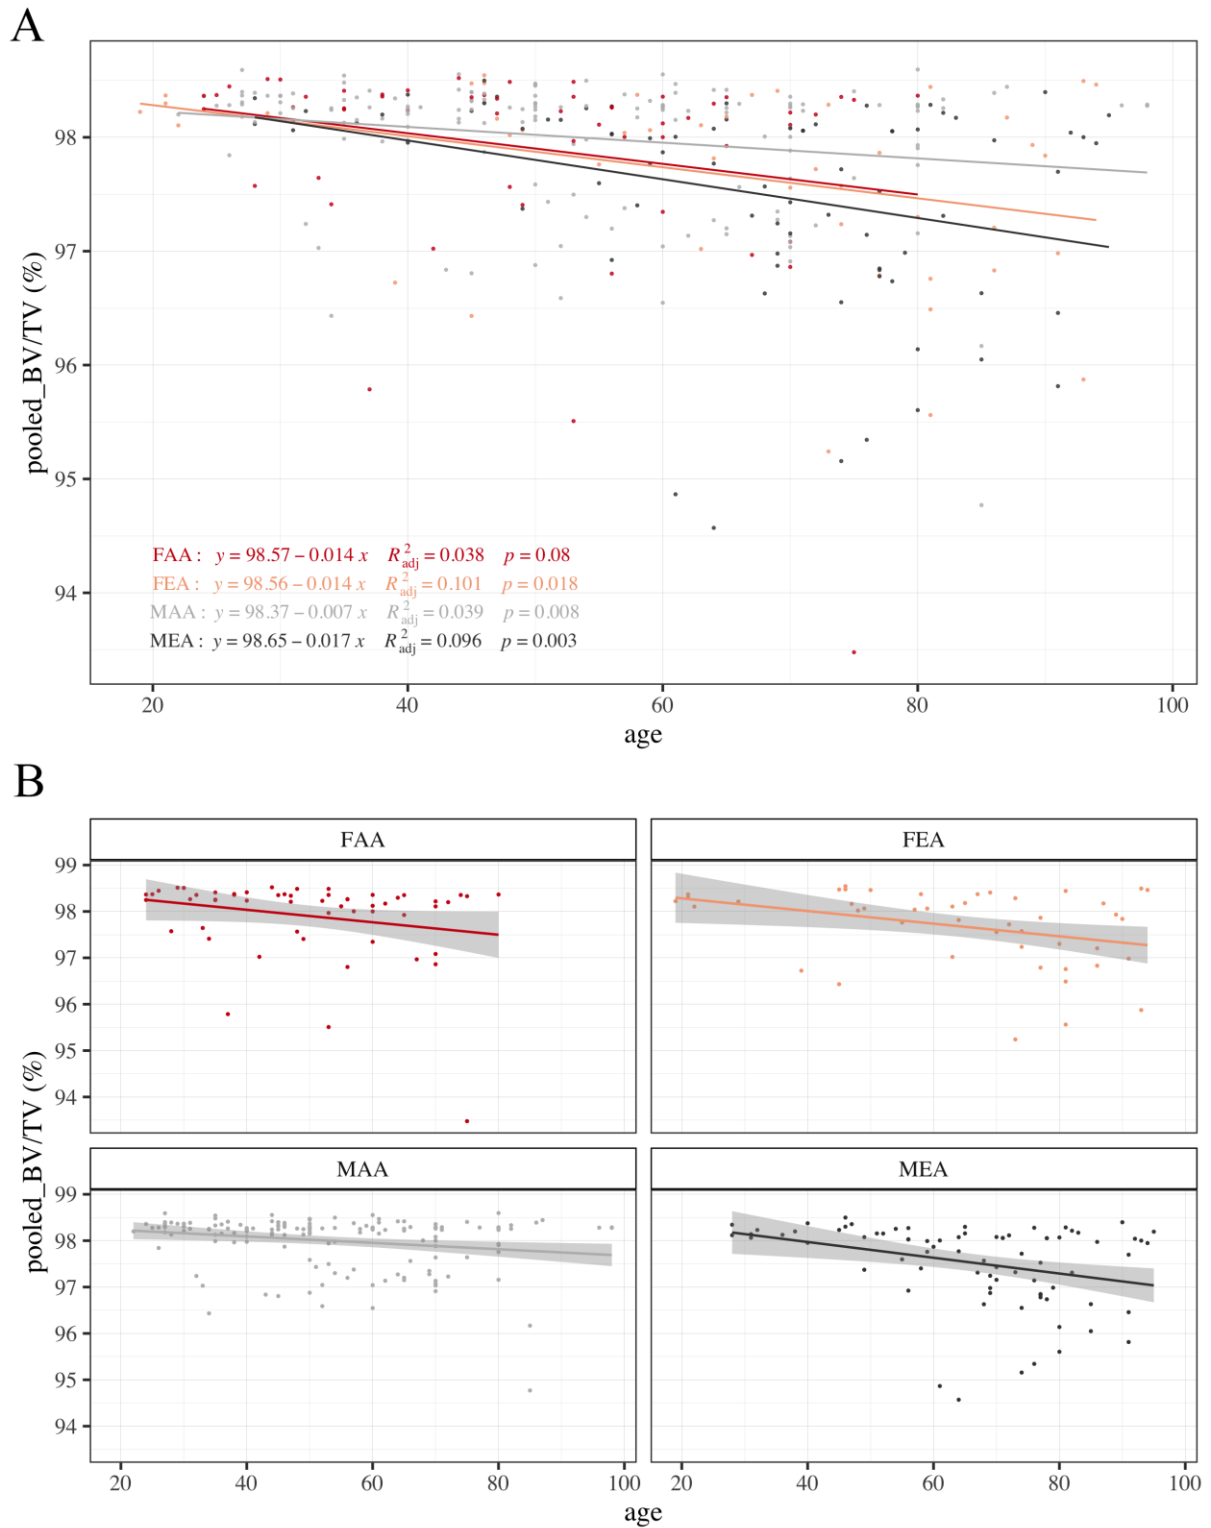 A
98
97
96
95
94
pooled_BV/TV (%)
FAA : y = 98.57 − 0.014 x R²adj = 0.038 p = 0.08
FEA : y = 98.56 − 0.014 x R²adj = 0.101 p = 0.018
MAA : y = 98.37 − 0.007 x R²adj = 0.039 p = 0.008
MEA : y = 98.65 − 0.017 x R²adj = 0.096 p = 0.003
20 40 60 80 100
age
B
FAA FEA
99
98
97
96
95
94
pooled_BV/TV (%)
MAA MEA
99
98
97
96
95
94
20 40 60 80 100 20 40 60 80 100
age